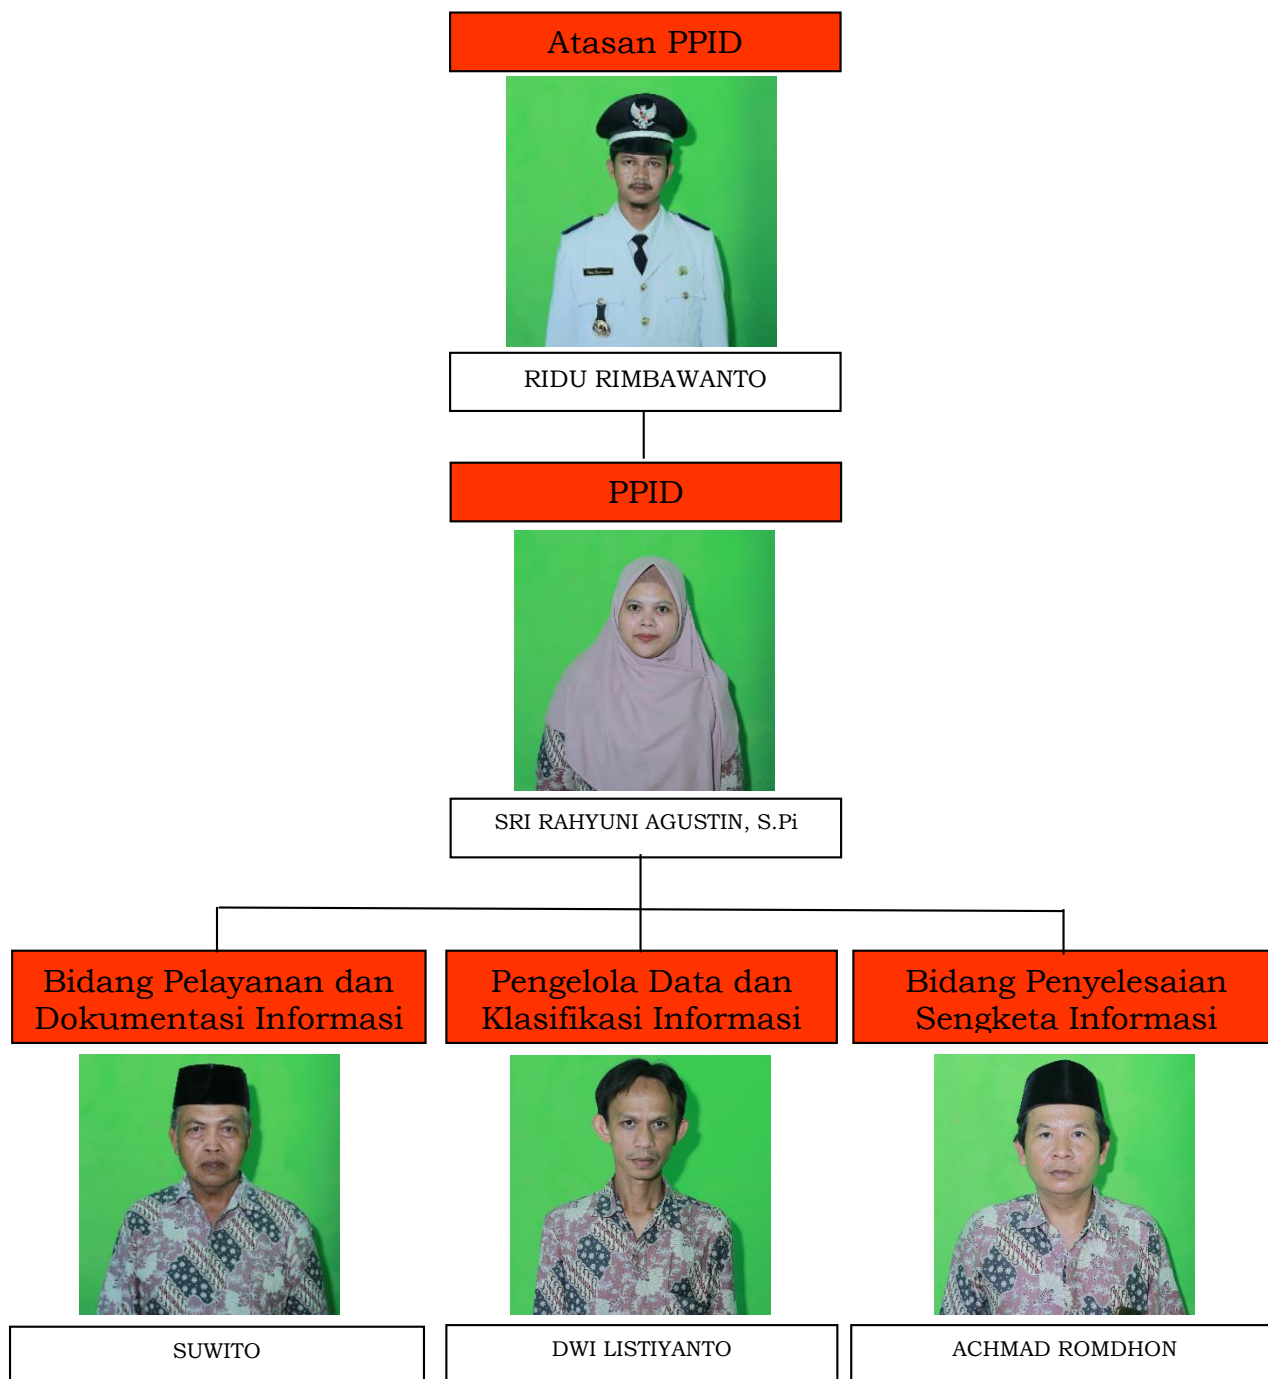 Atasan PPID
RIDU RIMBAWANTO
PPID
SRI RAHYUNI AGUSTIN, S.Pi
Bidang Pelayanan dan
Dokumentasi Informasi
Pengelola Data dan
Klasifikasi Informasi
Bidang Penyelesaian
Sengketa Informasi
SUWITO
DWI LISTIYANTO
ACHMAD ROMDHON